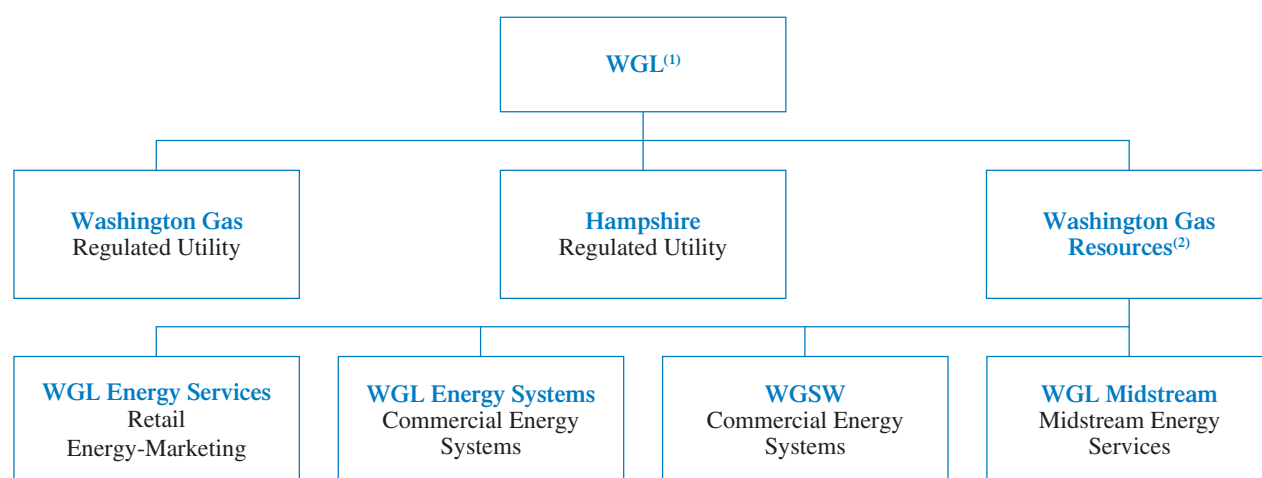 WGL(1)
Washington Gas
Regulated Utility
Hampshire
Regulated Utility
Washington Gas
Resources(2)
WGL Energy Services
Retail
Energy-Marketing
WGL Energy Systems
Commercial Energy
Systems
WGSW
Commercial Energy
Systems
WGL Midstream
Midstream Energy
Services